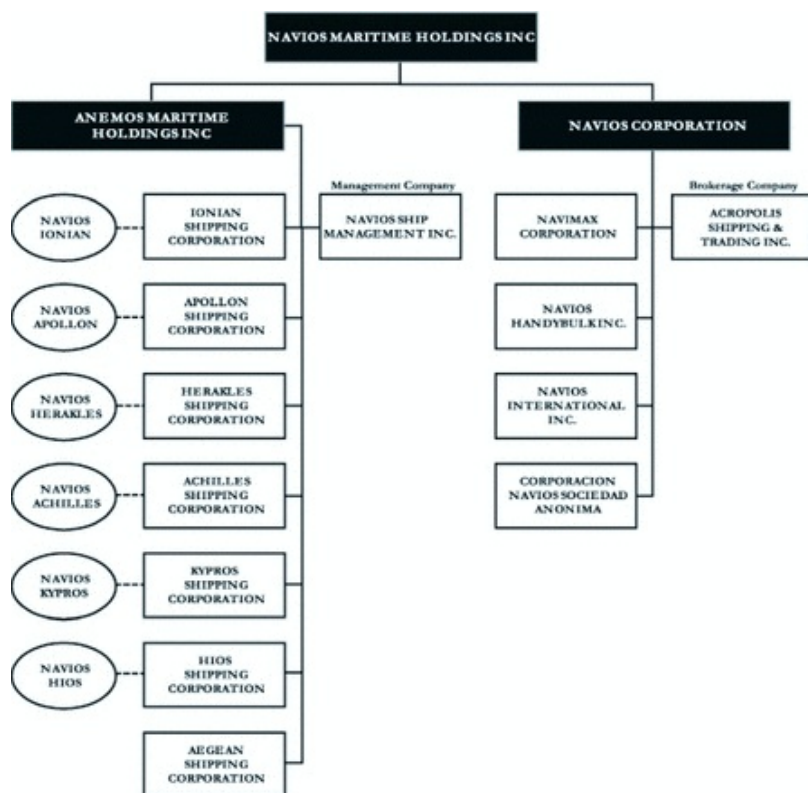 NAVIOS MARITIME HOLDINGS INC
ANEMOS MARITIME
HOLDINGS INC
NAVIOS CORPORATION
Management Company
Brokerage Company
NAVIOS
IONIAN
IONIAN
SHIPPING
CORPORATION
NAVIOS SHIP
MANAGEMENT INC.
NAVIMAX
CORPORATION
ACROPOLIS
SHIPPING &
TRADING INC.
NAVIOS
APOLLON
APOLLON
SHIPPING
CORPORATION
NAVIOS
HANDYBULK INC.
NAVIOS
HERAKLES
HERAKLES
SHIPPING
CORPORATION
NAVIOS
INTERNATIONAL
INC.
NAVIOS
ACHILLES
ACHILLES
SHIPPING
CORPORATION
CORPORACION
NAVIOS SOCIEDAD
ANONIMA
NAVIOS
KYPROS
KYPROS
SHIPPING
CORPORATION
NAVIOS
HIOS
HIOS
SHIPPING
CORPORATION
AEGEAN
SHIPPING
CORPORATION